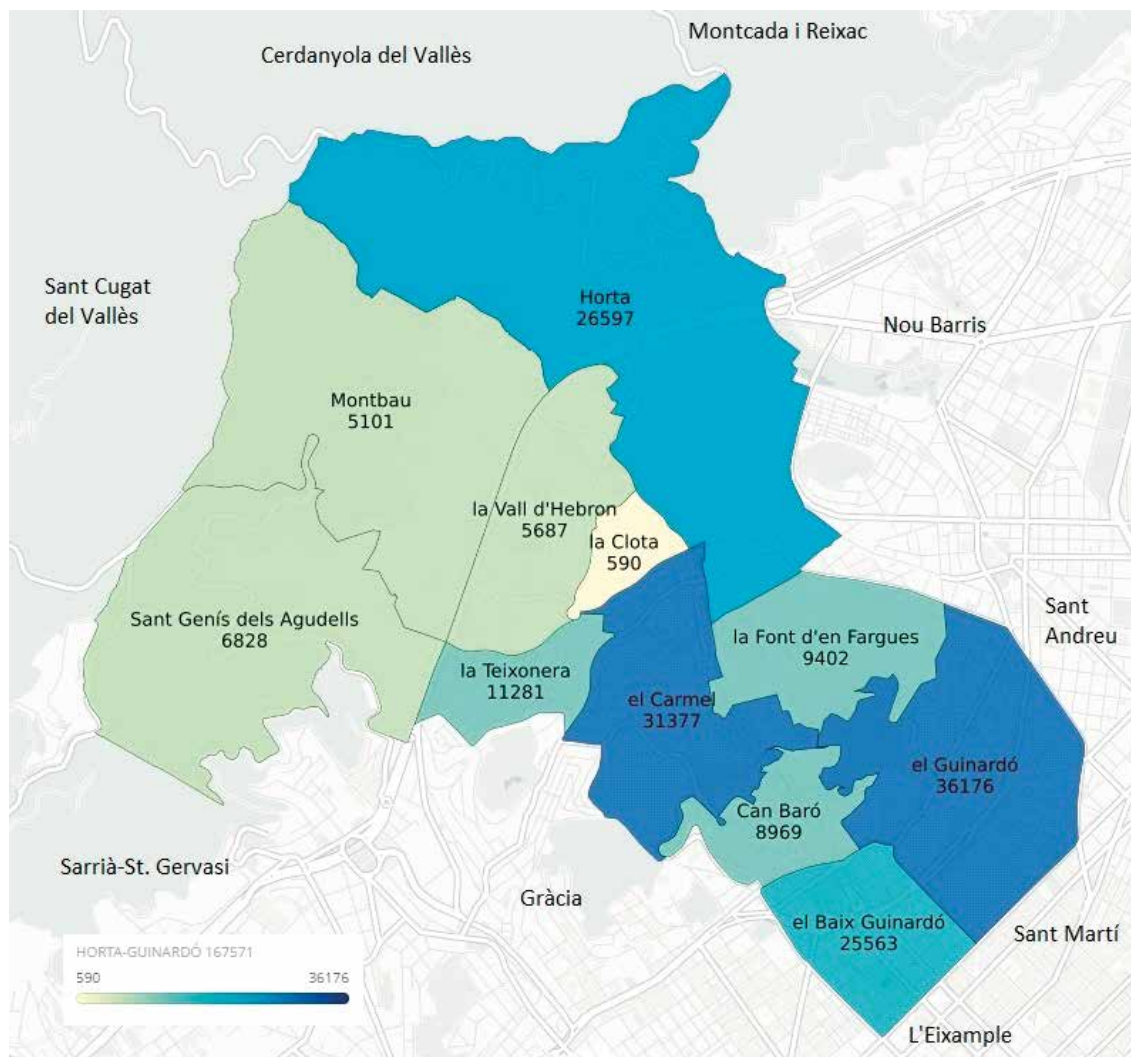 Montcada i Reixac
Cerdanyola del Vallès
Sant Cugat
del Vallès
Horta
26597
Nou Barris
Montbau
5101
la Vall d'Hebron
5687
la Clota
590
Sant Genís dels Agudells
6828
la Teixonera
11281
la Font d'en Fargues
9402
Sant
Andreu
el Carmel
31377
el Guinardó
36176
Can Baró
8969
Sarrià-St. Gervasi
Gràcia
el Baix Guinardó
25563
Sant Martí
L'Eixample
HORTA-GUINARDÓ 167571
590 36176